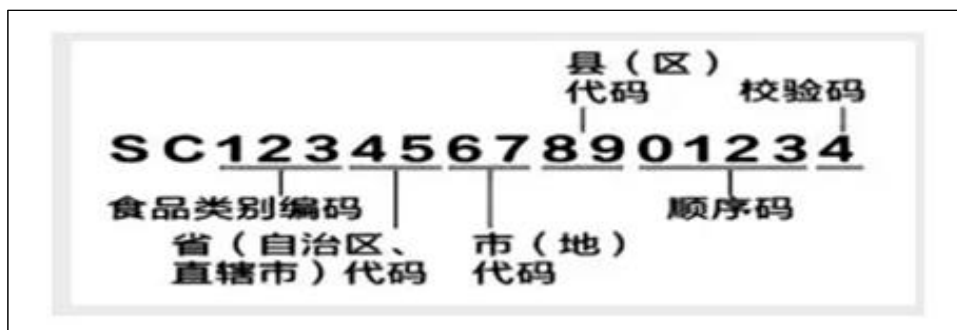 县（区）
代码
校验码
SC12345678901234
食品类别编码
顺序码
省（自治区、
直辖市）代码
市（地）
代码